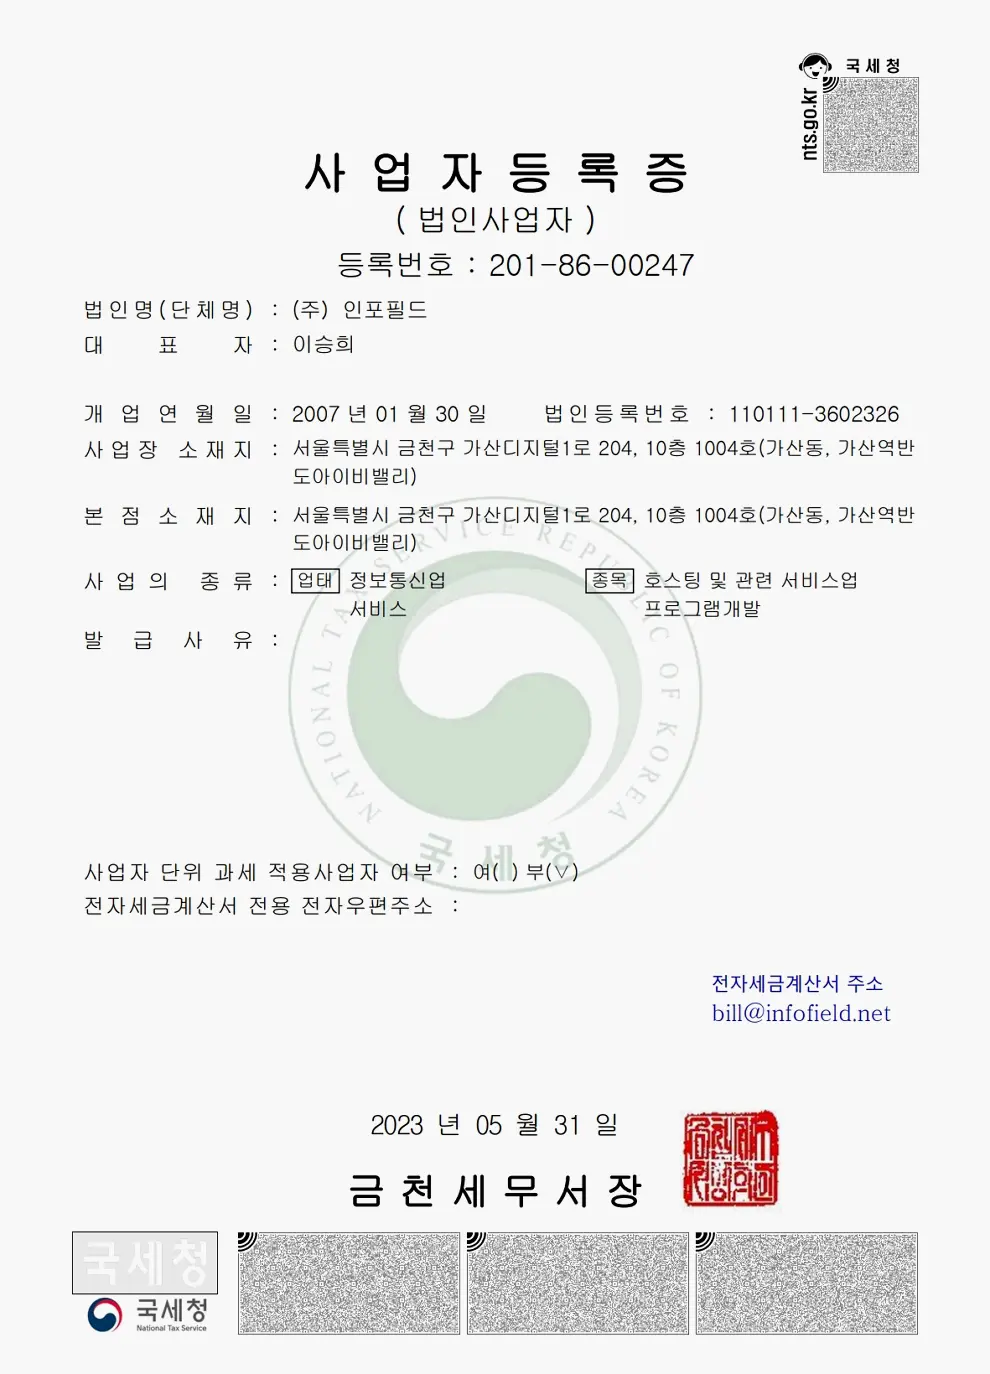 국세청
nts.go.kr
사업자등록증
( 법인사업자 )
등록번호 : 201-86-00247
법인명(단체명) : (주) 인포필드
대표자 : 이승희
개업연월일 : 2007 년 01 월 30 일 법인등록번호 : 110111-3602326
사업장 소재지 : 서울특별시 금천구 가산디지털1로 204, 10층 1004호(가산동, 가산역반
도아이비밸리)
본점소재지 : 서울특별시 금천구 가산디지털1로 204, 10층 1004호(가산동, 가산역반
도아이비밸리)
사업의 종류 : 업태 정보통신업 종목 호스팅 및 관련 서비스업
서비스 프로그램개발
발급사유 :
NATIONAL TAX SERVICE REPUBLIC OF KOREA
국세청
사업자 단위 과세 적용사업자 여부 : 여( ) 부(▽)
전자세금계산서 전용 전자우편주소 :
전자세금계산서 주소
bill@infofield.net
2023 년 05 월 31 일
금천세무서장
국세청
국세청
National Tax Service